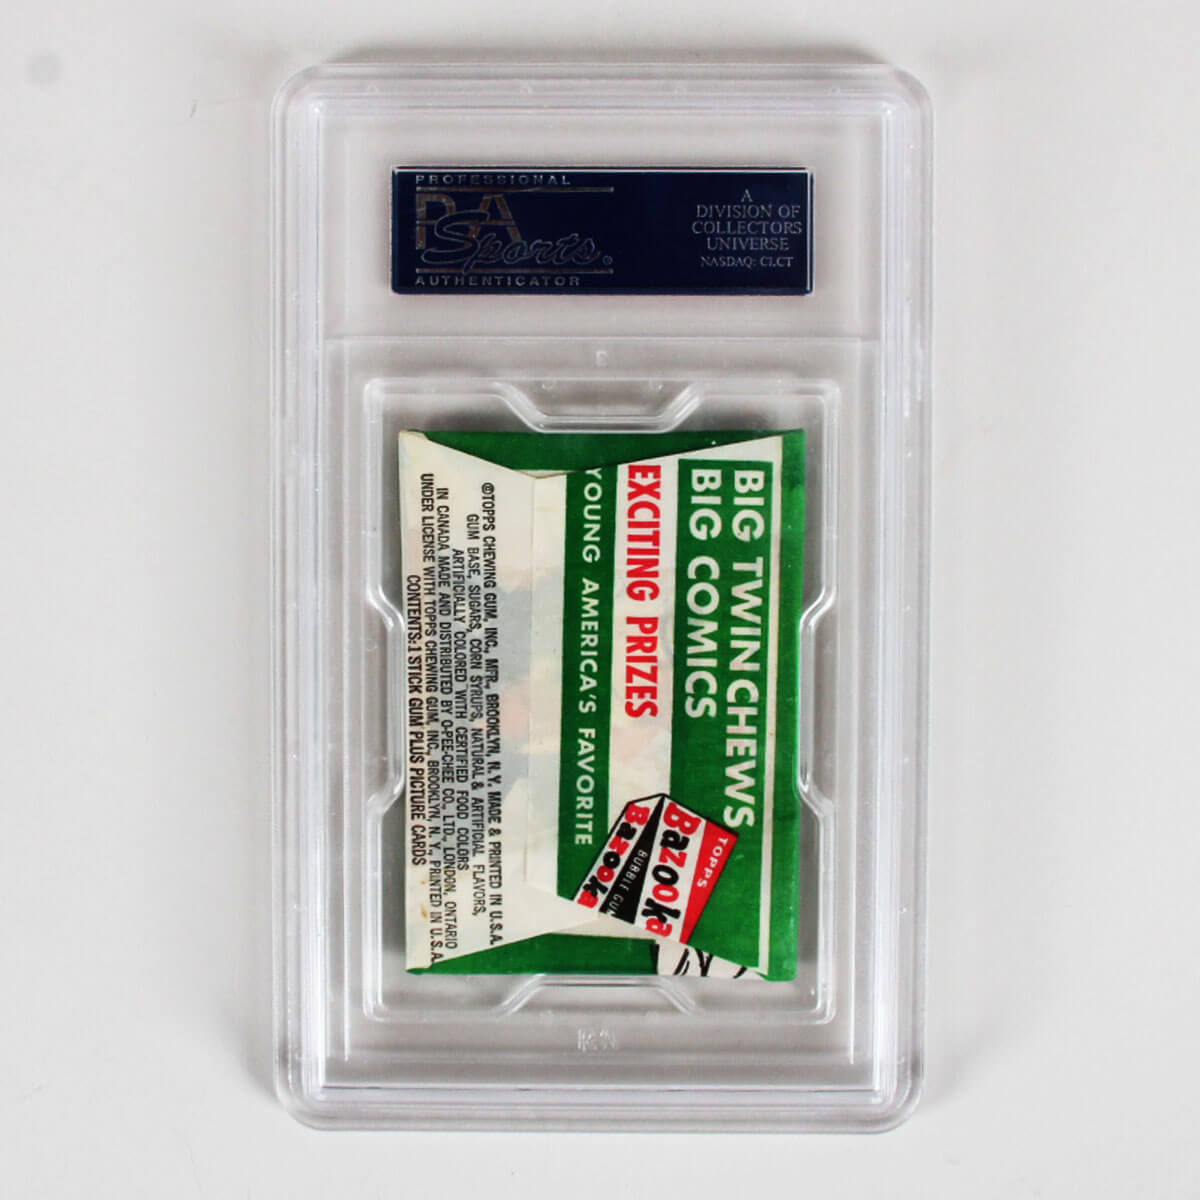 PROFESSIONAL
PSA
Sports®
AUTHENTICATOR
A
DIVISION OF
COLLECTORS
UNIVERSE
NASDAQ: CLCT
BIG TWIN CHEWS
BIG COMICS
EXCITING PRIZES
YOUNG AMERICA'S FAVORITE
TOPPS
Bazooka
BUBBLE GUM
Bazooka
©TOPPS CHEWING GUM, INC., MFR., BROOKLYN, N. Y. MADE & PRINTED IN U.S.A.
GUM BASE, SUGARS, CORN SYRUPS, NATURAL & ARTIFICIAL FLAVORS,
ARTIFICIALLY COLORED WITH CERTIFIED FOOD COLORS
IN CANADA MADE AND DISTRIBUTED BY O-PEE-CHEE CO., LTD., LONDON, ONTARIO
UNDER LICENSE WITH TOPPS CHEWING GUM, INC., BROOKLYN, N. Y., PRINTED IN U.S.A.
CONTENTS: 1 STICK GUM PLUS PICTURE CARDS